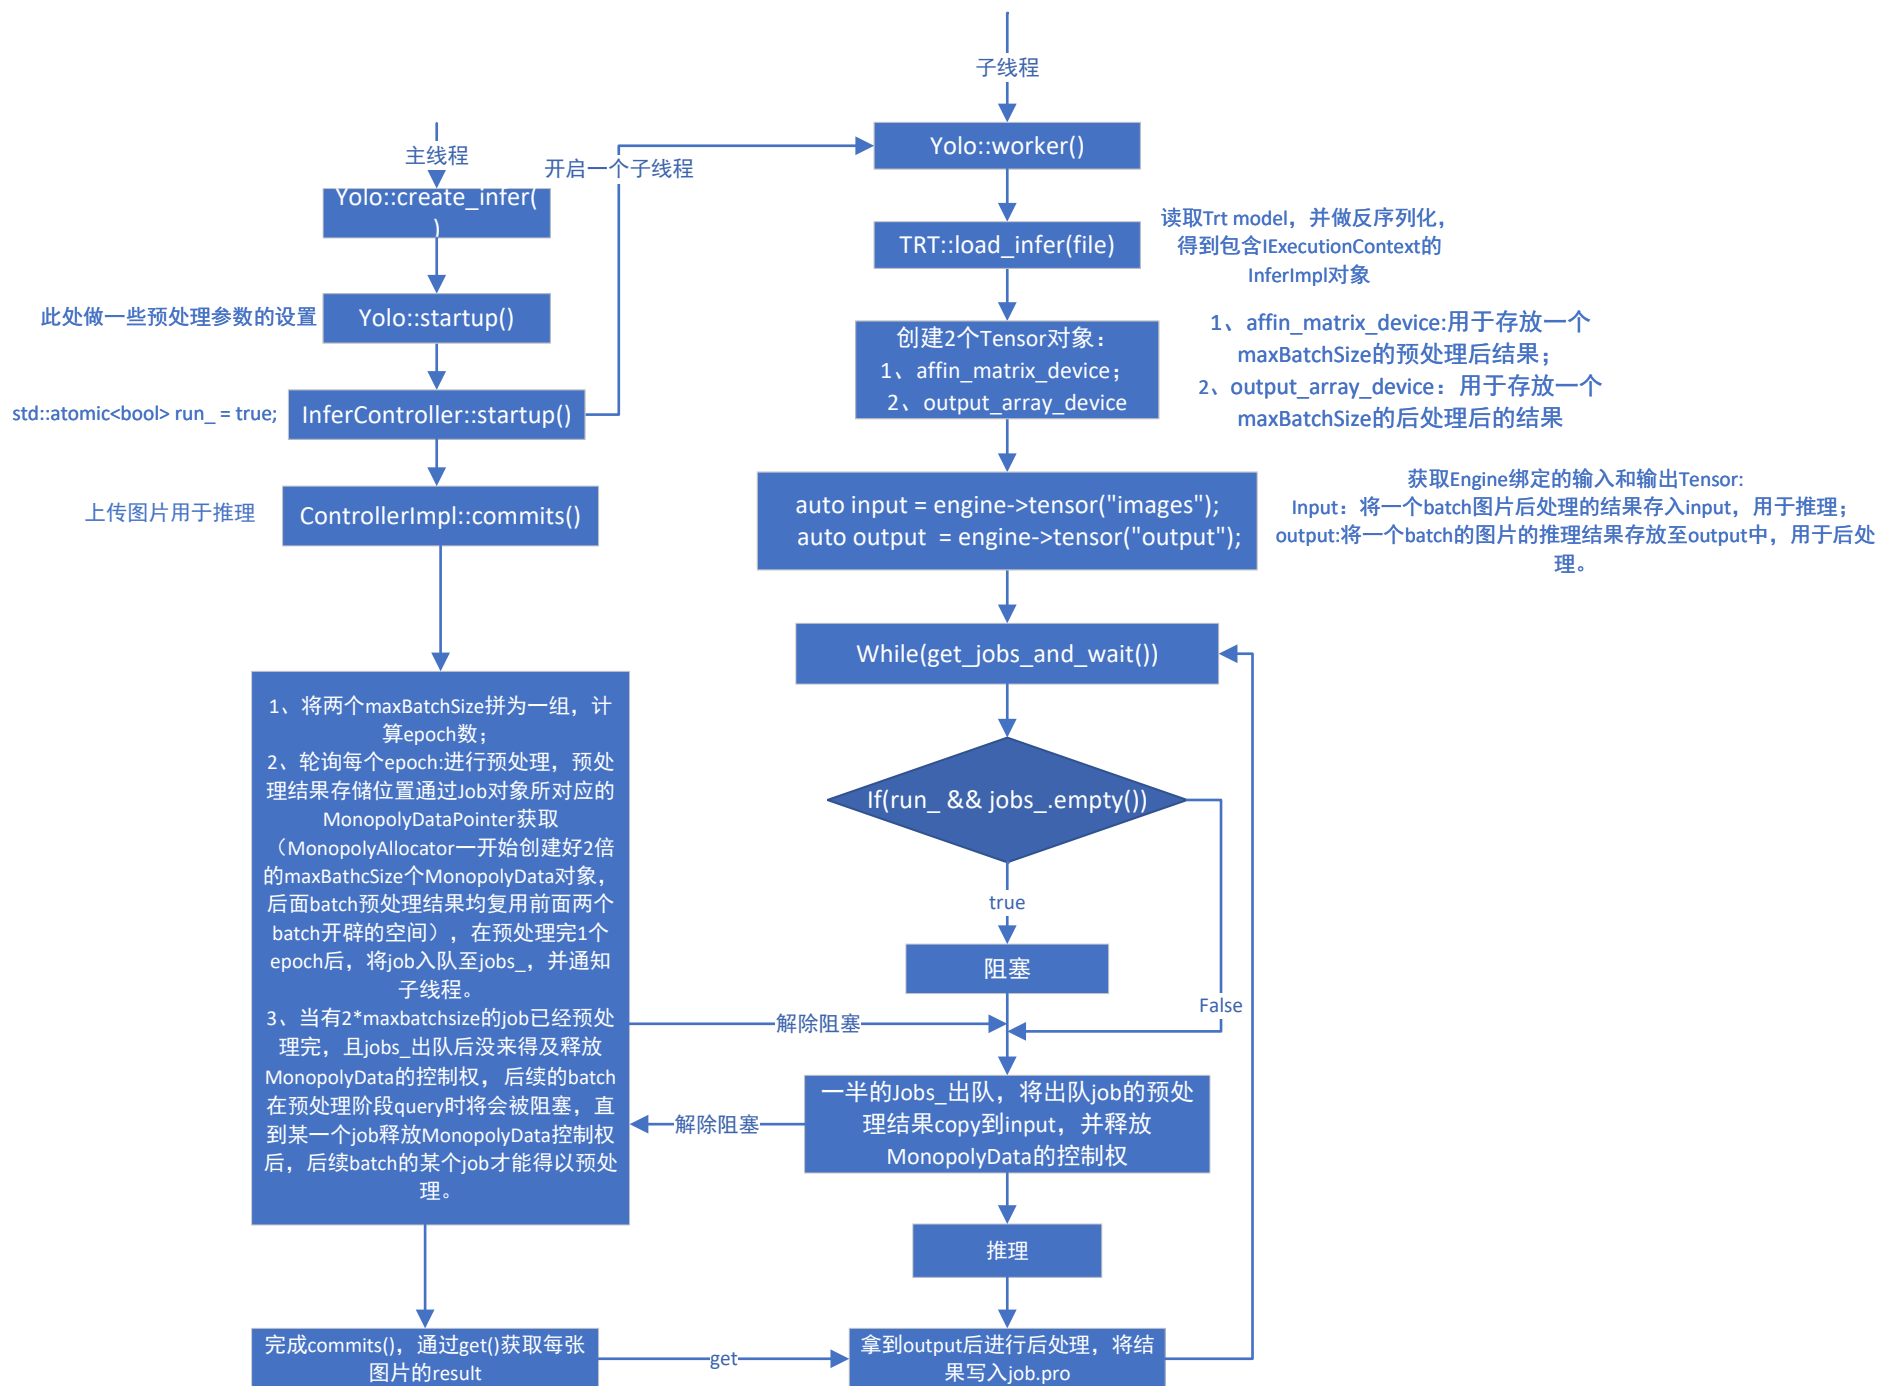 主线程
Yolo::create_infer(
)
此处做一些预处理参数的设置
Yolo::startup()
std::atomic<bool> run_ = true;
InferController::startup()
上传图片用于推理
ControllerImpl::commits()
1、将两个maxBatchSize拼为一组，计
算epoch数；
2、轮询每个epoch:进行预处理，预处
理结果存储位置通过Job对象所对应的
MonopolyDataPointer获取
（MonopolyAllocator一开始创建好2倍
的maxBathcSize个MonopolyData对象，
后面batch预处理结果均复用前面两个
batch开辟的空间），在预处理完1个
epoch后，将job入队至jobs_，并通知
子线程。
3、当有2*maxbatchsize的job已经预处
理完，且jobs_出队后没来得及释放
MonopolyData的控制权，后续的batch
在预处理阶段query时将会被阻塞，直
到某一个job释放MonopolyData控制权
后，后续batch的某个job才能得以预处
理。
完成commits()，通过get()获取每张
图片的result
开启一个子线程
子线程
Yolo::worker()
TRT::load_infer(file)
读取Trt model，并做反序列化，
得到包含IExecutionContext的
InferImpl对象
创建2个Tensor对象：
1、affin_matrix_device；
2、output_array_device
1、affin_matrix_device:用于存放一个
maxBatchSize的预处理后结果；
2、output_array_device：用于存放一个
maxBatchSize的后处理后的结果
auto input = engine->tensor("images");
auto output  = engine->tensor("output");
获取Engine绑定的输入和输出Tensor:
Input：将一个batch图片后处理的结果存入input，用于推理；
output:将一个batch的图片的推理结果存放至output中，用于后处
理。
While(get_jobs_and_wait())
If(run_ && jobs_.empty())
true
False
阻塞
解除阻塞
一半的Jobs_出队，将出队job的预处
理结果copy到input，并释放
MonopolyData的控制权
解除阻塞
推理
get
拿到output后进行后处理，将结
果写入job.pro